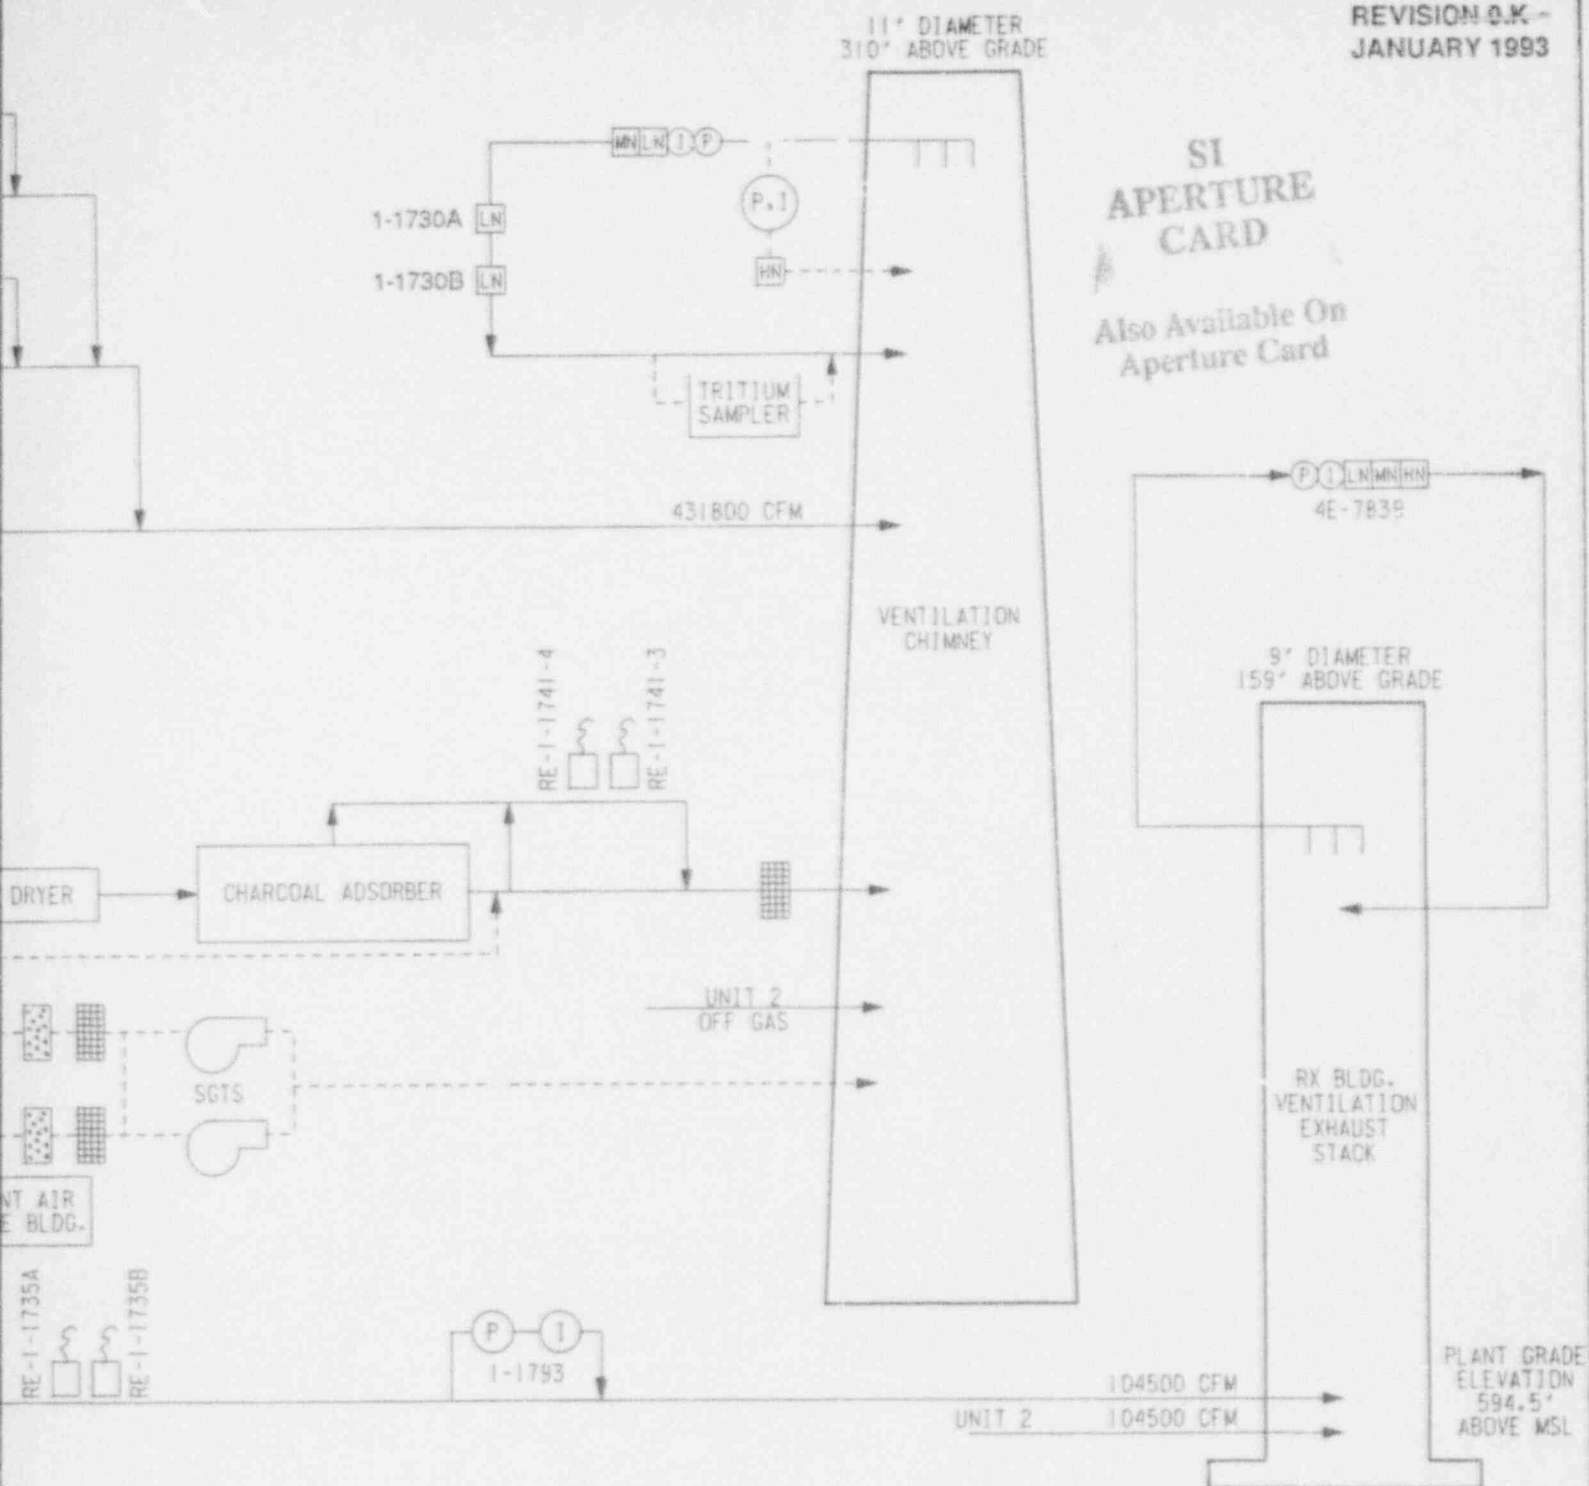 REVISION 0.K -
JANUARY 1993
11' DIAMETER
310' ABOVE GRADE
MN LN I P
P.I
1-1730A LN
1-1730B LN
HN
SI
APERTURE
CARD
Also Available On
Aperture Card
TRITIUM
SAMPLER
P I LN MN HN
4E-7839
431800 CFM
VENTILATION
CHIMNEY
9' DIAMETER
159' ABOVE GRADE
RE-1-1741-4
RE-1-1741-3
DRYER
CHARCOAL ADSORBER
UNIT 2
OFF GAS
SGTS
RX BLDG.
VENTILATION
EXHAUST
STACK
NT AIR
E BLDG.
RE-1-1735A
RE-1-1735B
P I
1-1793
104500 CFM
UNIT 2 104500 CFM
PLANT GRADE
ELEVATION
594.5'
ABOVE MSL